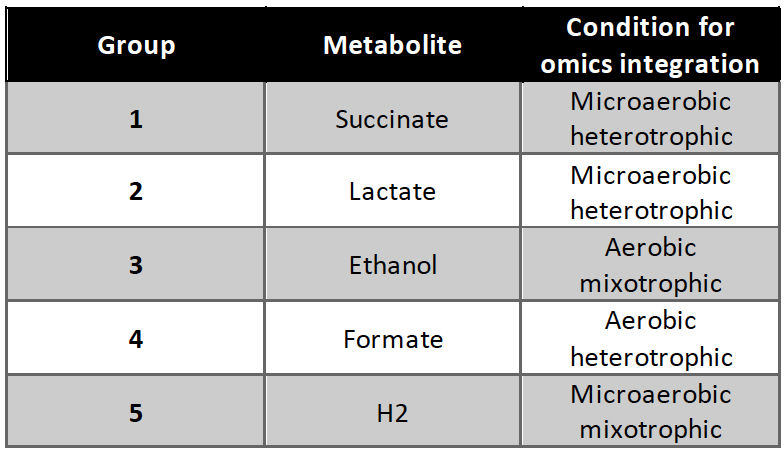 Group Metabolite Condition for
omics integration
1 Succinate Microaerobic
heterotrophic
2 Lactate Microaerobic
heterotrophic
3 Ethanol Aerobic
mixotrophic
4 Formate Aerobic
heterotrophic
5 H2 Microaerobic
mixotrophic